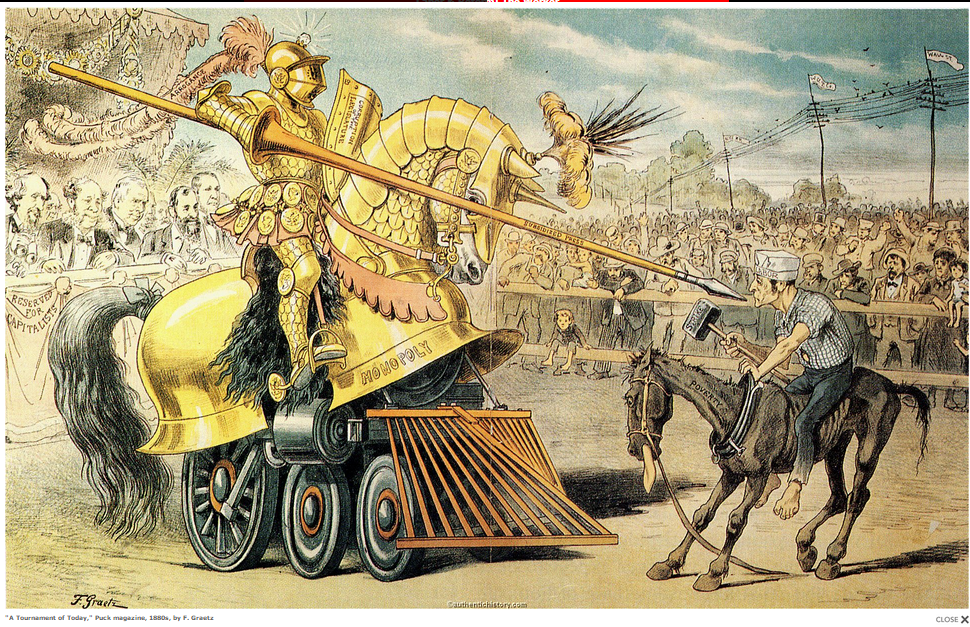 RESERVED
FOR
CAPITALISTS
MONOPOLY
SUBSIDIZED PRESS
STRIKE
POVERTY
WALL ST.
F. Graetz
©authentichistory.com
"A Tournament of Today," Puck magazine, 1880s, by F. Graetz
CLOSE X